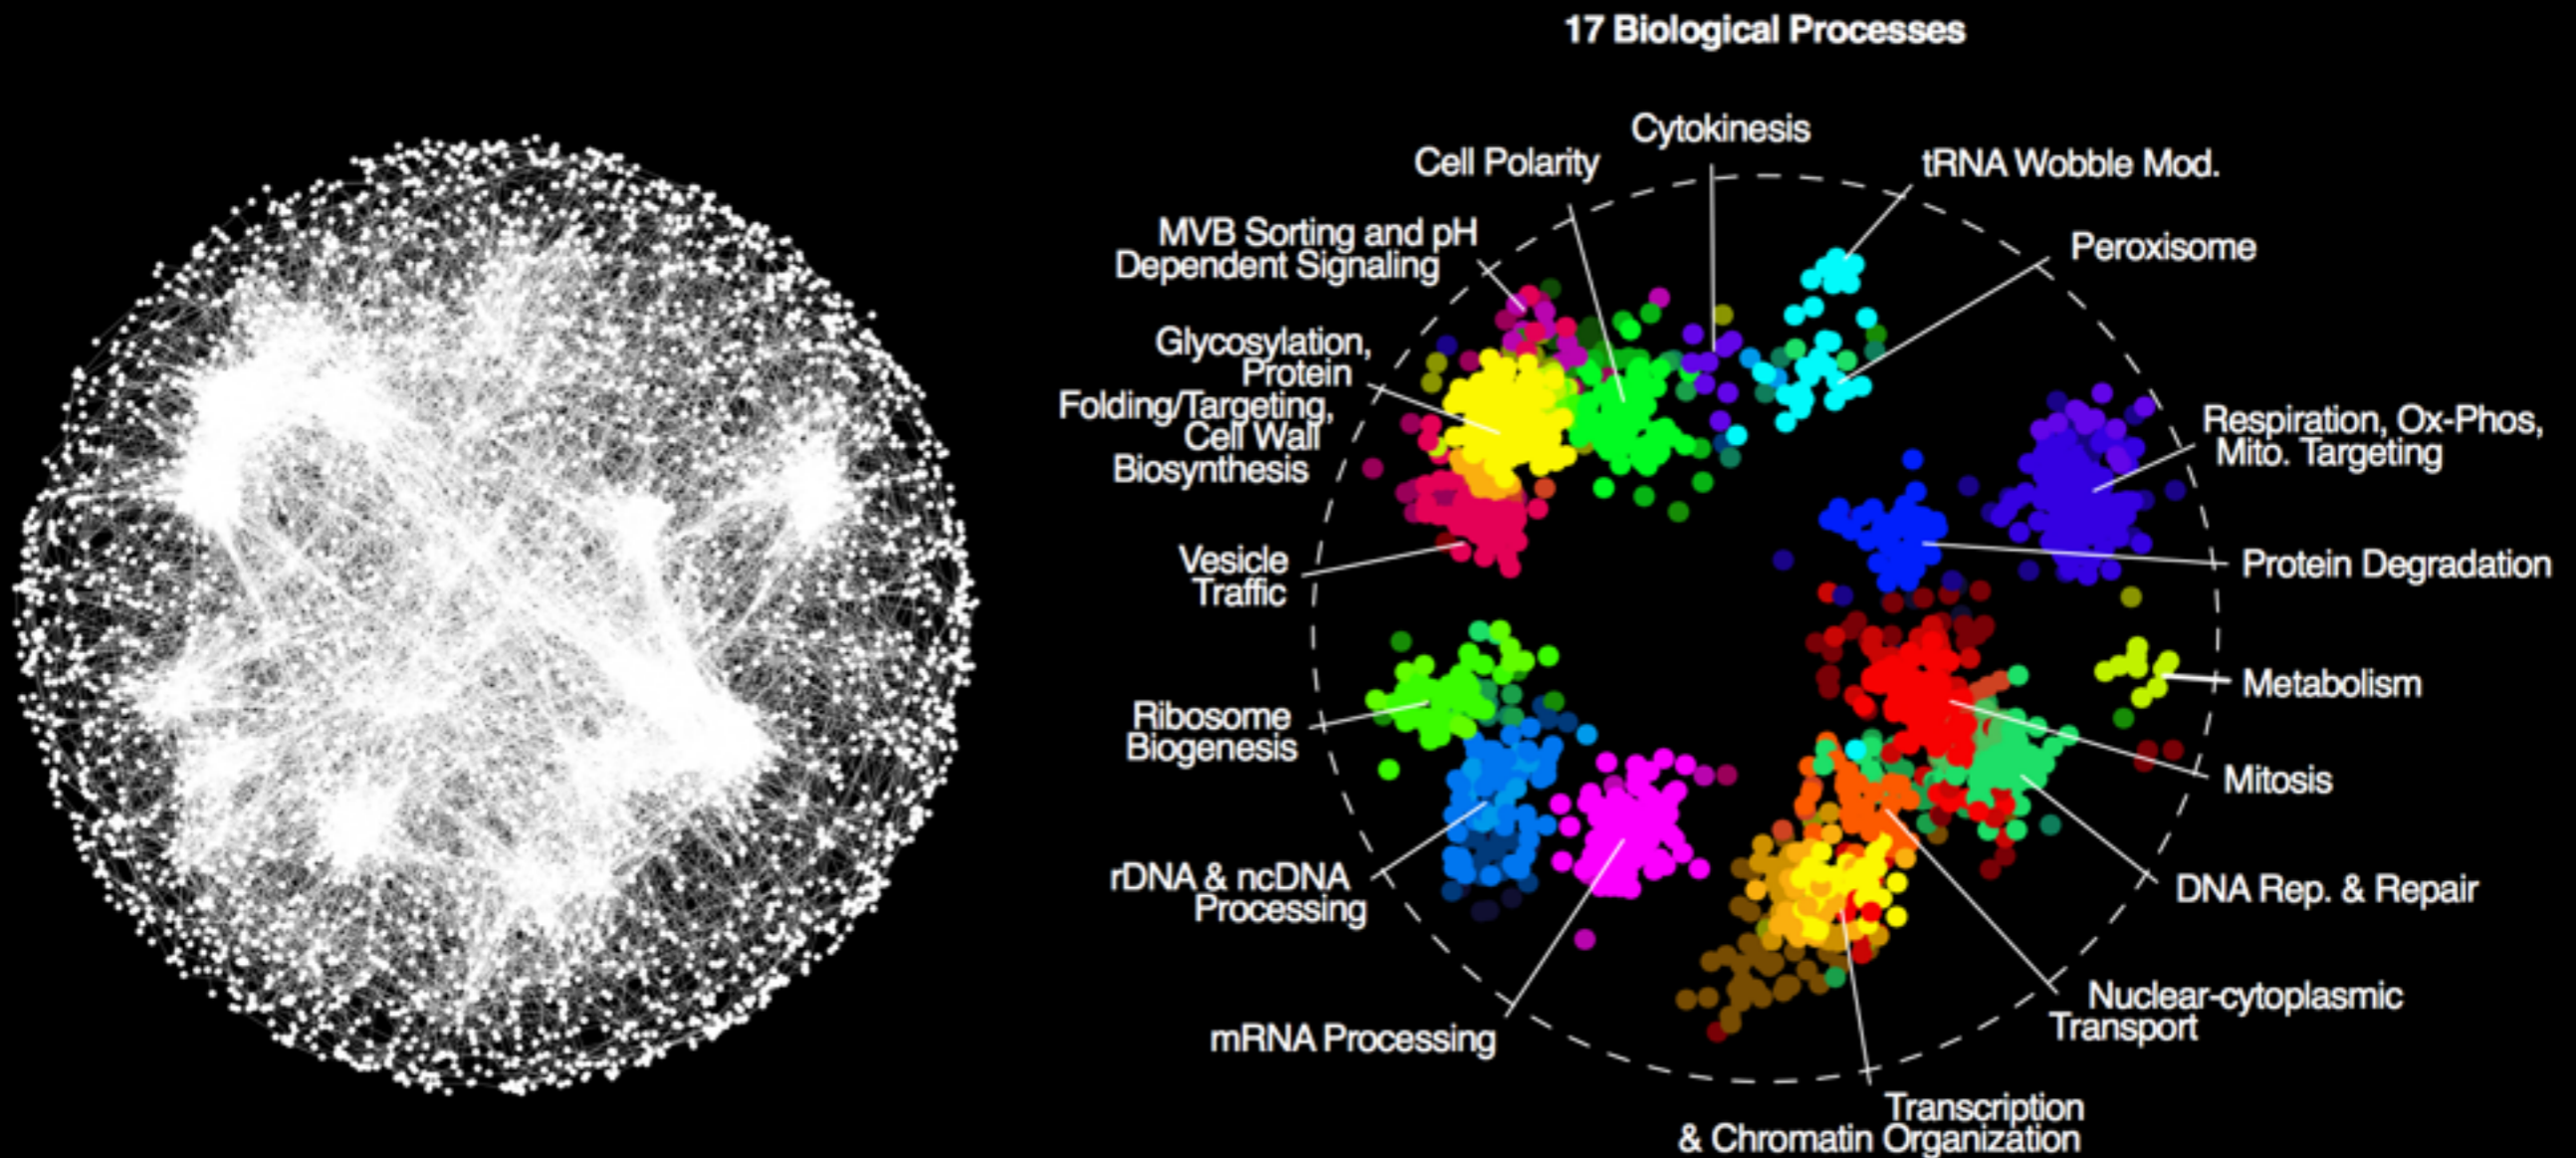 17 Biological Processes
Cytokinesis
Cell Polarity
tRNA Wobble Mod.
MVB Sorting and pH
Dependent Signaling
Peroxisome
Glycosylation,
Protein
Folding/Targeting,
Cell Wall
Biosynthesis
Respiration, Ox-Phos,
Mito. Targeting
Vesicle
Traffic
Protein Degradation
Metabolism
Ribosome
Biogenesis
Mitosis
rDNA & ncDNA
Processing
DNA Rep. & Repair
mRNA Processing
Nuclear-cytoplasmic
Transport
Transcription
& Chromatin Organization